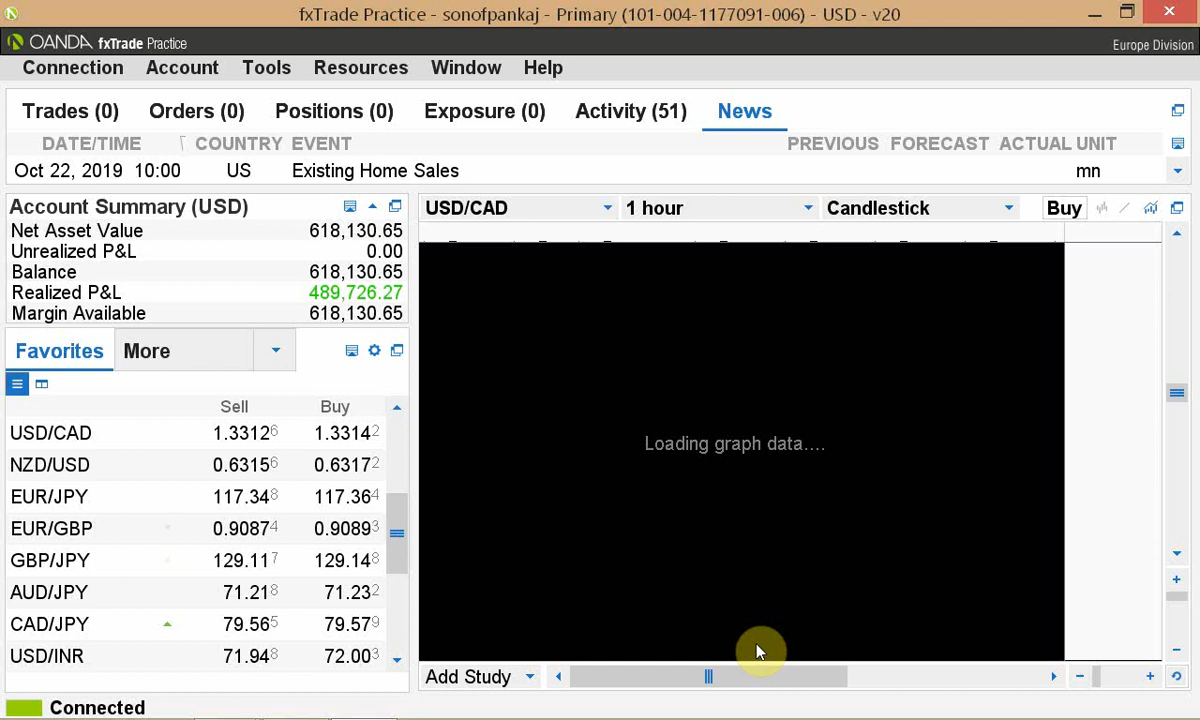 fxTrade Practice - sonofpankaj - Primary (101-004-1177091-006) - USD - v20
OANDA fxTrade Practice
Europe Division
Connection Account Tools Resources Window Help
Trades (0) Orders (0) Positions (0) Exposure (0) Activity (51) News
DATE/TIME COUNTRY EVENT PREVIOUS FORECAST ACTUAL UNIT
Oct 22, 2019 10:00 US Existing Home Sales mn
Account Summary (USD)
Net Asset Value 618,130.65
Unrealized P&L 0.00
Balance 618,130.65
Realized P&L 489,726.27
Margin Available 618,130.65
Favorites More
Sell Buy
USD/CAD 1.33126 1.33142
NZD/USD 0.63156 0.63172
EUR/JPY 117.348 117.364
EUR/GBP 0.90874 0.90893
GBP/JPY 129.117 129.148
AUD/JPY 71.218 71.232
CAD/JPY 79.565 79.579
USD/INR 71.948 72.003
USD/CAD 1 hour Candlestick Buy
Loading graph data....
Add Study
Connected